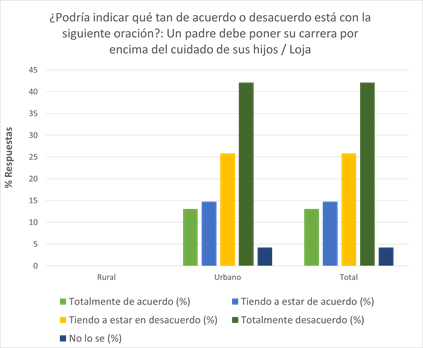 ¿Podría indicar qué tan de acuerdo o desacuerdo está con la
siguiente oración?: Un padre debe poner su carrera por
encima del cuidado de sus hijos / Loja
% Respuestas
45
40
35
30
25
20
15
10
5
0
Rural
Urbano
Total
Totalmente de acuerdo (%)
Tiendo a estar de acuerdo (%)
Tiendo a estar en desacuerdo (%)
Totalmente desacuerdo (%)
No lo se (%)